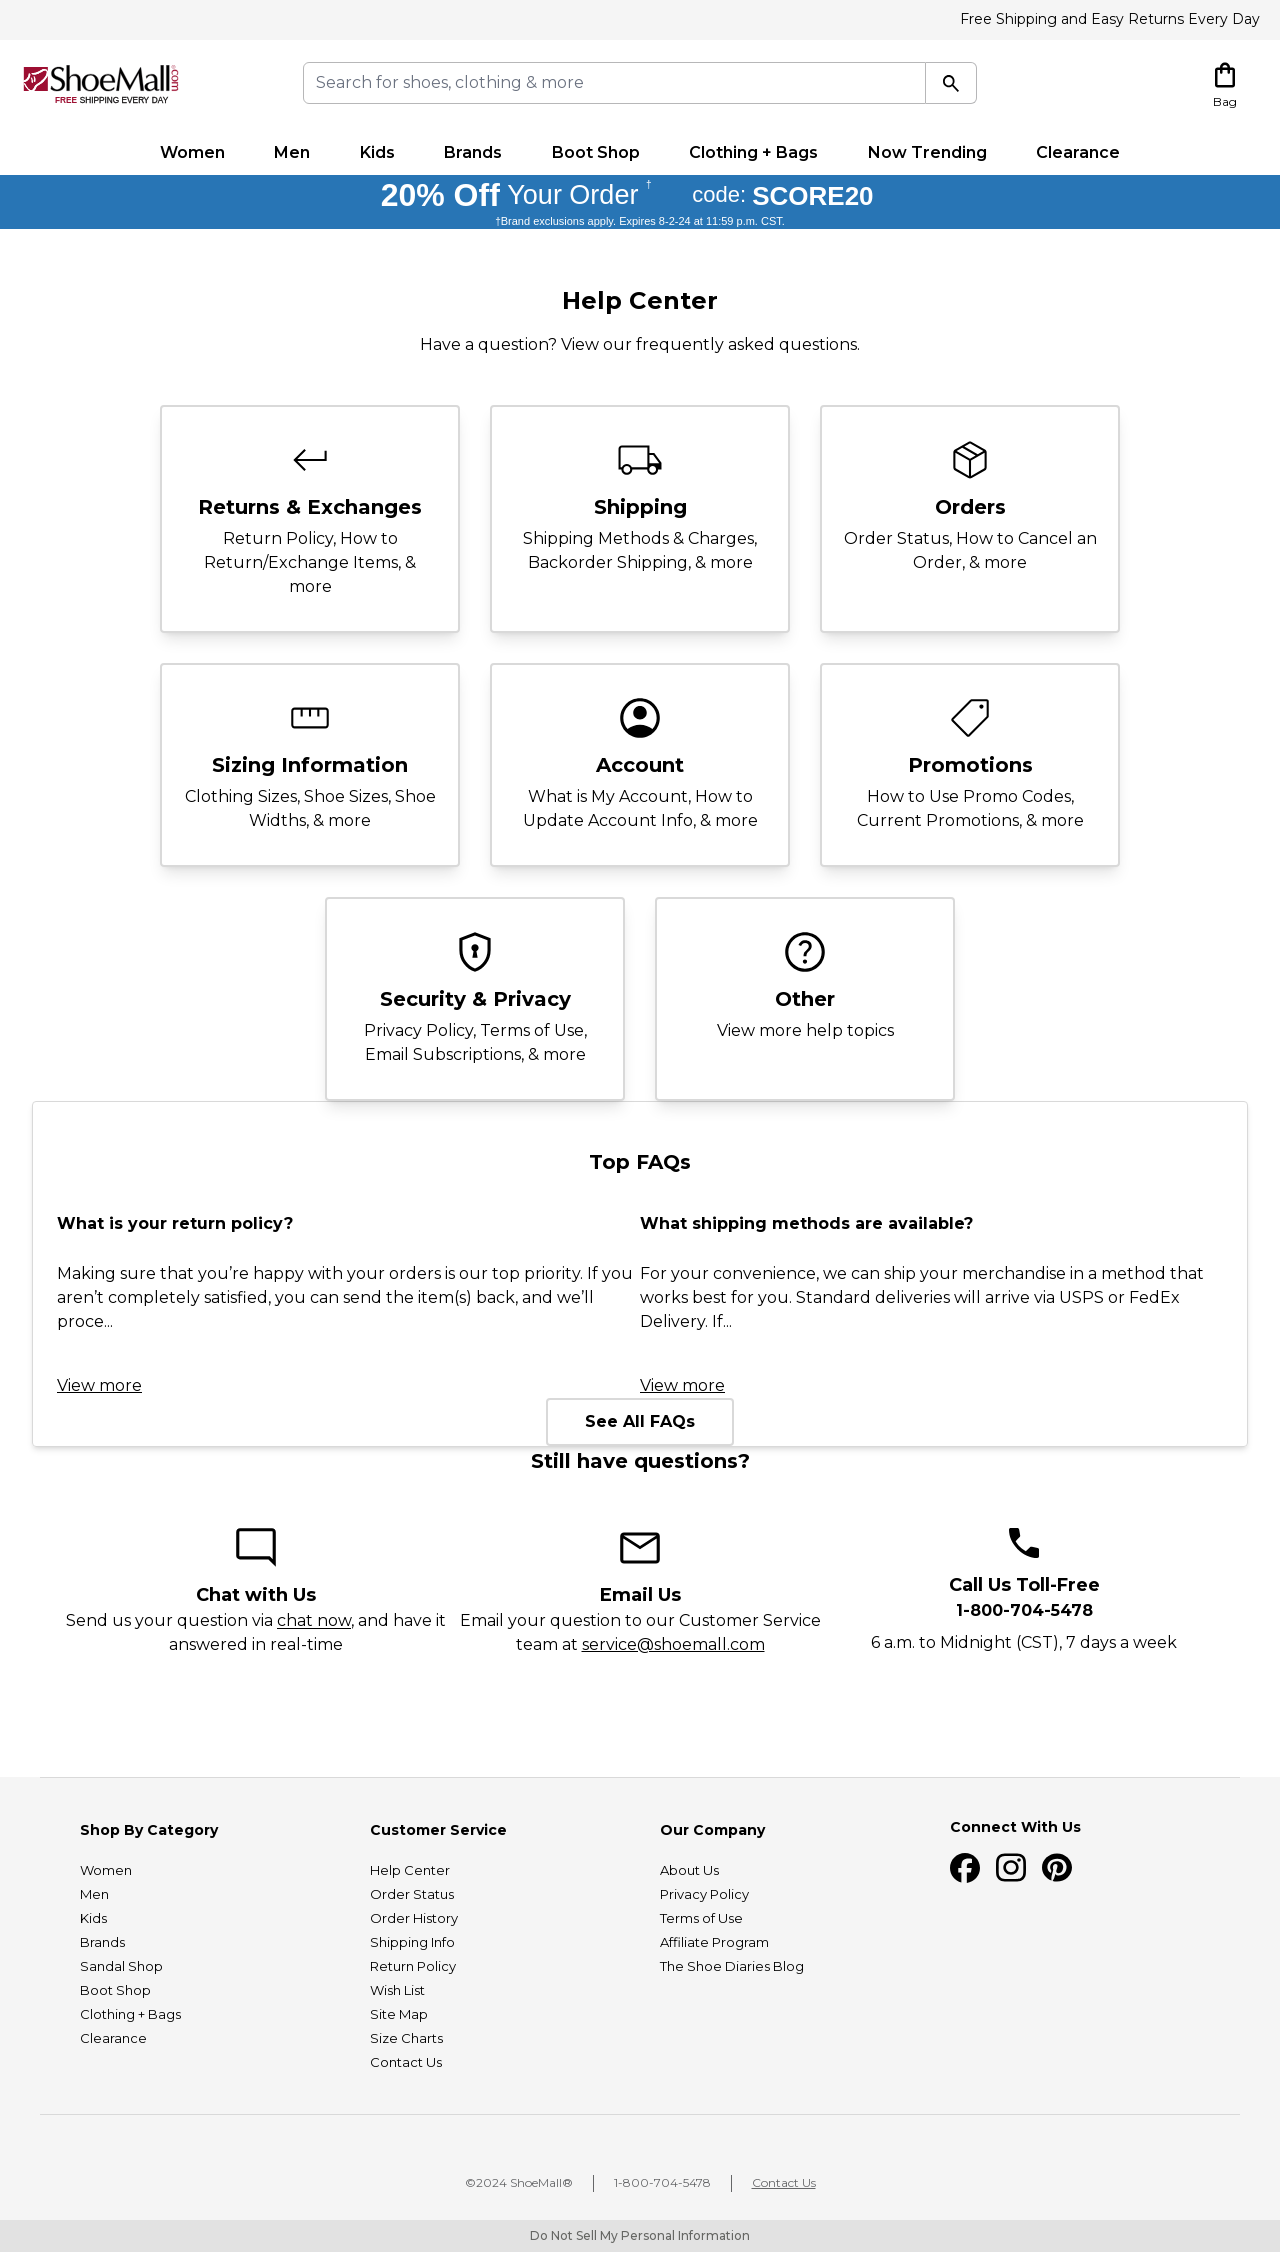 Free Shipping and Easy Returns Every Day
ShoeMall.com
FREE SHIPPING EVERY DAY
Search for shoes, clothing & more
Bag
Women Men Kids Brands Boot Shop Clothing + Bags Now Trending Clearance
20% Off Your Order † code: SCORE20
†Brand exclusions apply. Expires 8-2-24 at 11:59 p.m. CST.
Help Center
Have a question? View our frequently asked questions.
Returns & Exchanges
Return Policy, How to
Return/Exchange Items, &
more
Shipping
Shipping Methods & Charges,
Backorder Shipping, & more
Orders
Order Status, How to Cancel an
Order, & more
Sizing Information
Clothing Sizes, Shoe Sizes, Shoe
Widths, & more
Account
What is My Account, How to
Update Account Info, & more
Promotions
How to Use Promo Codes,
Current Promotions, & more
Security & Privacy
Privacy Policy, Terms of Use,
Email Subscriptions, & more
Other
View more help topics
Top FAQs
What is your return policy?
Making sure that you’re happy with your orders is our top priority. If you
aren’t completely satisfied, you can send the item(s) back, and we’ll
proce...
View more
What shipping methods are available?
For your convenience, we can ship your merchandise in a method that
works best for you. Standard deliveries will arrive via USPS or FedEx
Delivery. If...
View more
See All FAQs
Still have questions?
Chat with Us
Send us your question via chat now, and have it
answered in real-time
Email Us
Email your question to our Customer Service
team at service@shoemall.com
Call Us Toll-Free
1-800-704-5478
6 a.m. to Midnight (CST), 7 days a week
Shop By Category
Women
Men
Kids
Brands
Sandal Shop
Boot Shop
Clothing + Bags
Clearance
Customer Service
Help Center
Order Status
Order History
Shipping Info
Return Policy
Wish List
Site Map
Size Charts
Contact Us
Our Company
About Us
Privacy Policy
Terms of Use
Affiliate Program
The Shoe Diaries Blog
Connect With Us
©2024 ShoeMall® 1-800-704-5478 Contact Us
Do Not Sell My Personal Information